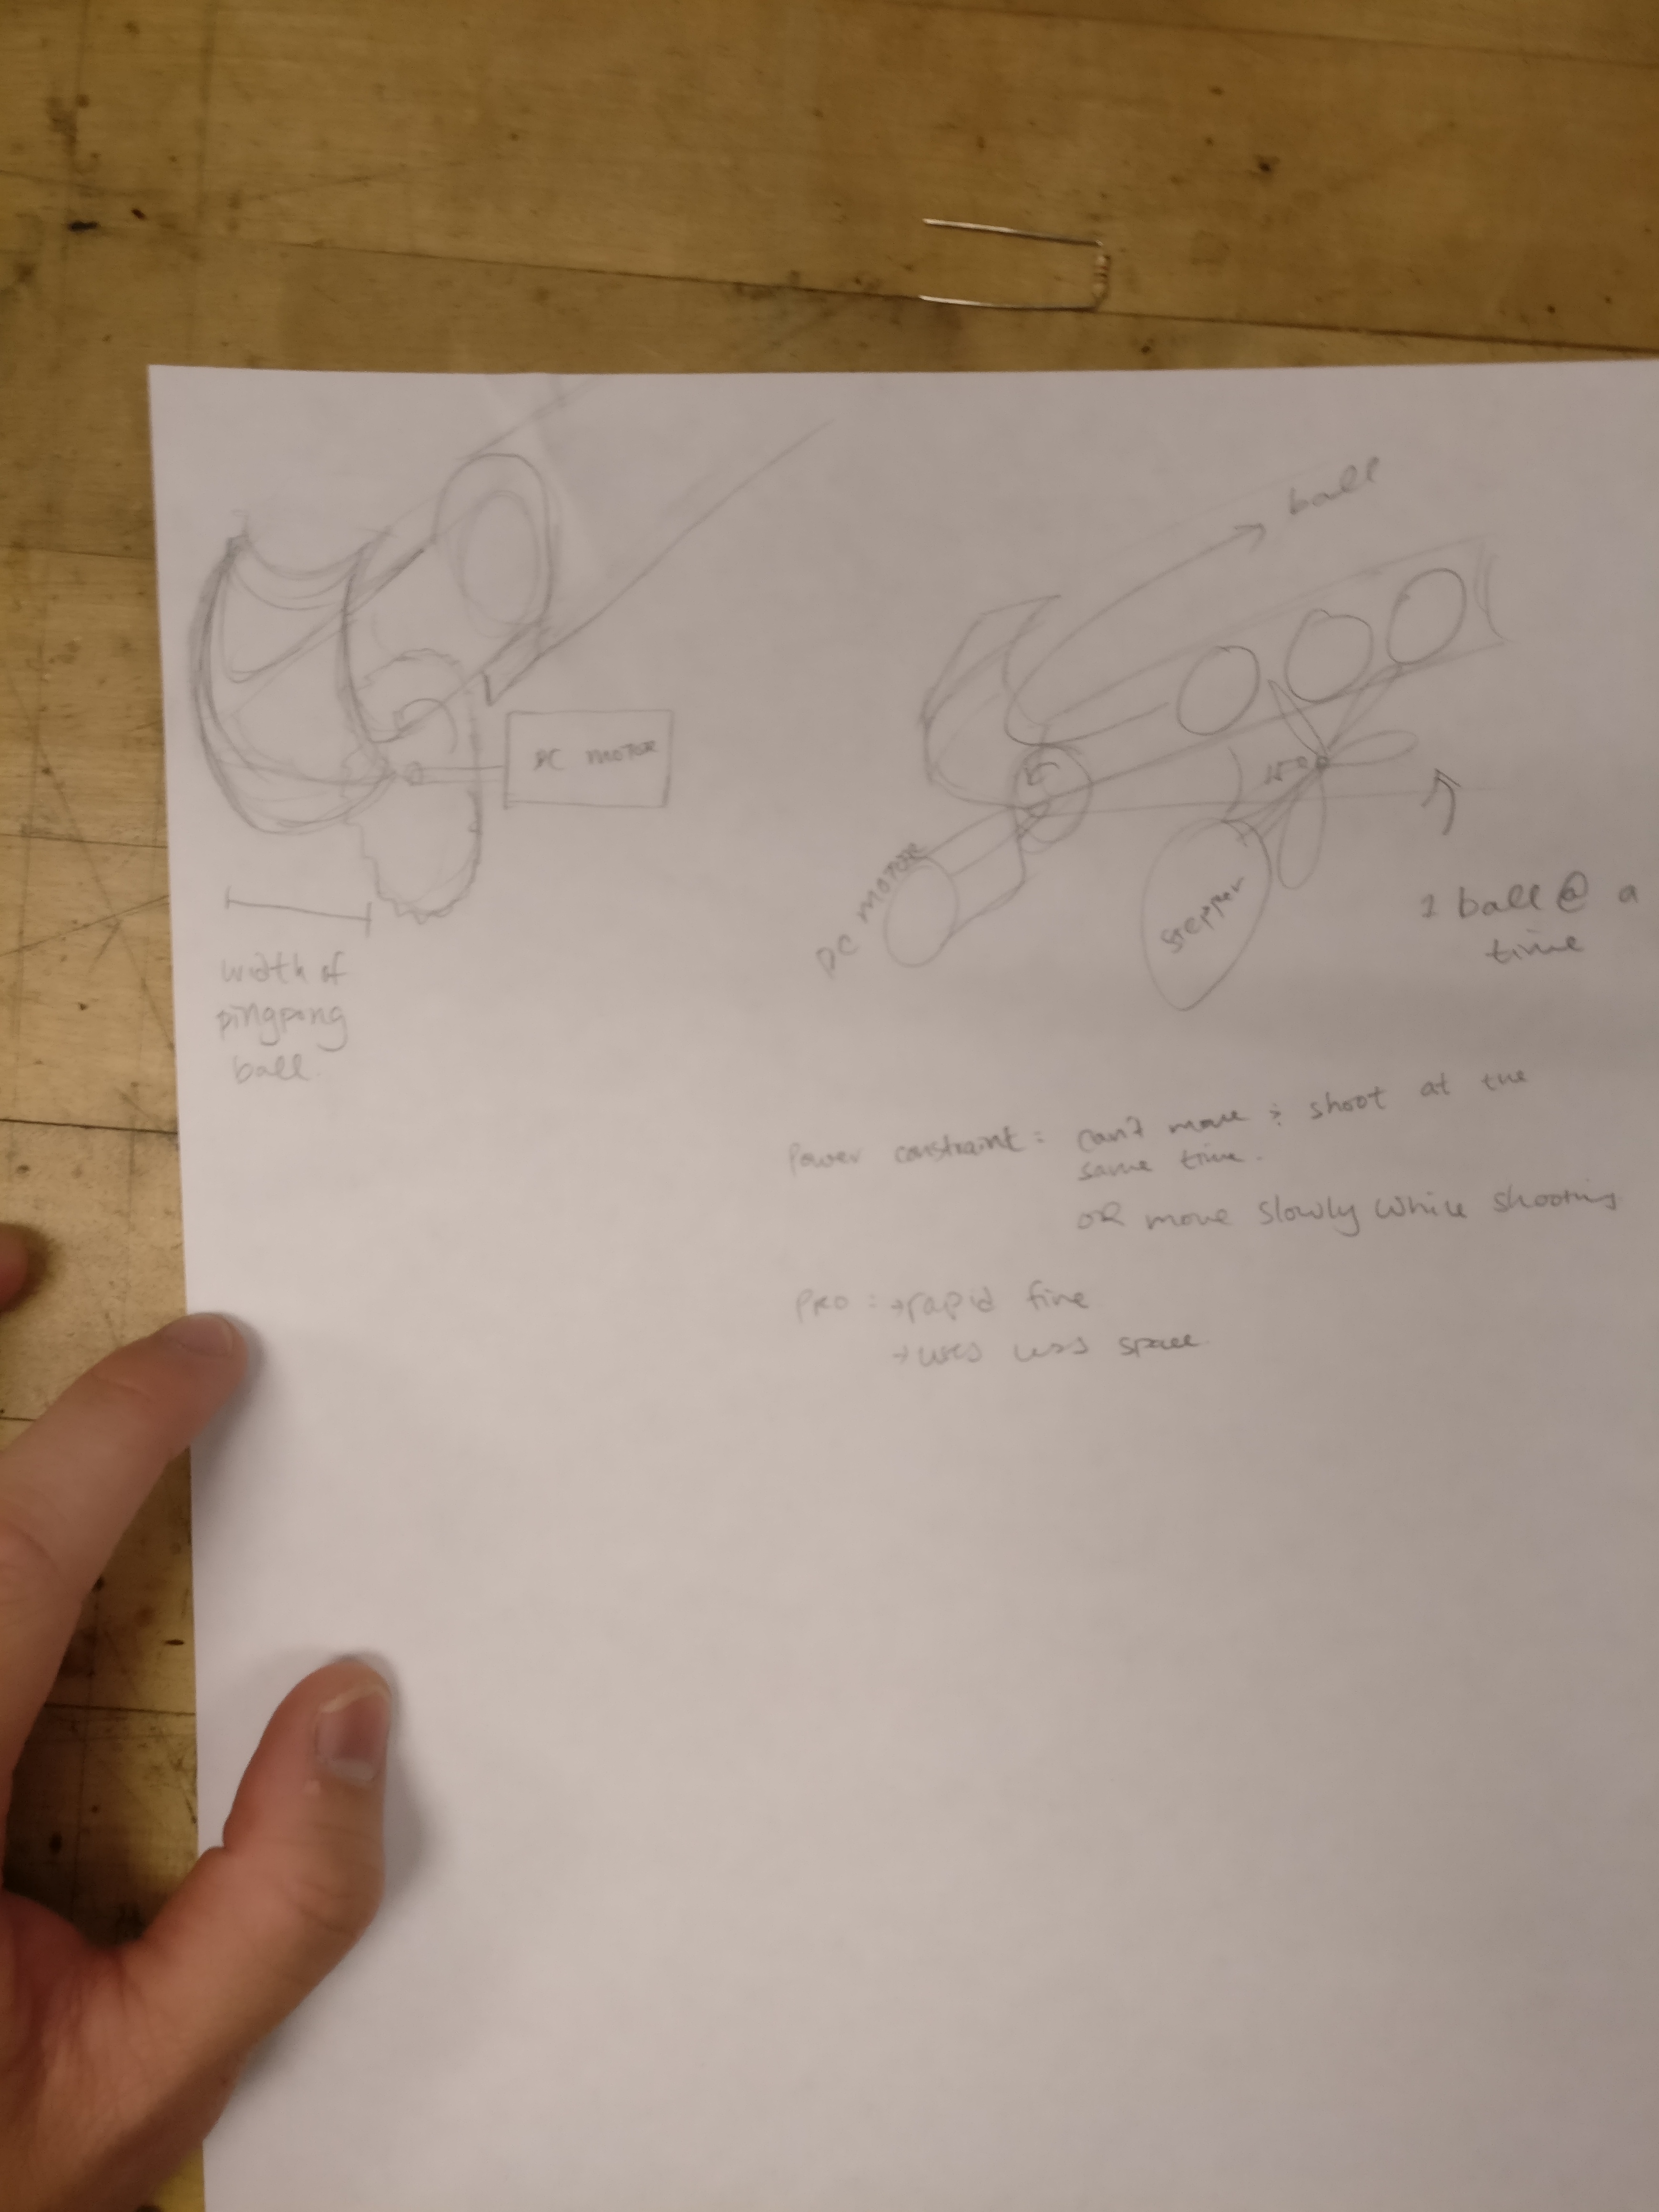 ball
DC MOTOR
DC MOTOR
stepper
1 ball @ a
time
width of
pingpong
ball.
Power constraint: can't move & shoot at the
same time.
OR move slowly while shooting
PRO: →rapid fire
→uses less space